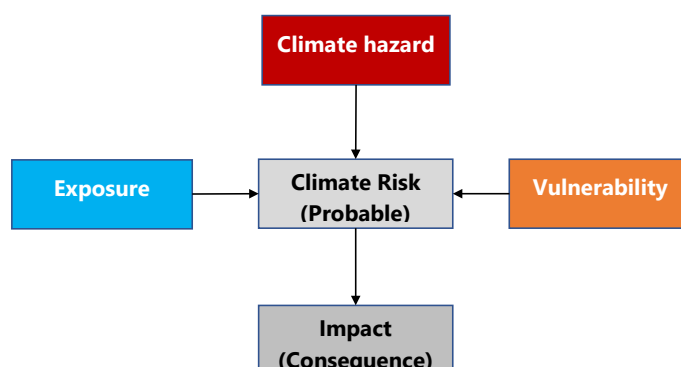 Climate hazard
Exposure
Climate Risk
(Probable)
Vulnerability
Impact
(Consequence)